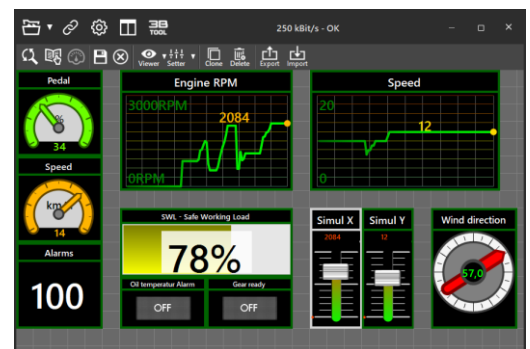 3B
TOOL
250 kBit/s - OK
Viewer
Setter
Clone
Delete
Export
Import
Pedal
%
34
Speed
km
14
Alarms
100
Engine RPM
3000RPM
2084
0RPM
Speed
20
12
0
SWL - Safe Working Load
78%
Oil temperatur Alarm
OFF
Gear ready
OFF
Simul X
2084
Simul Y
12
Wind direction
57,0